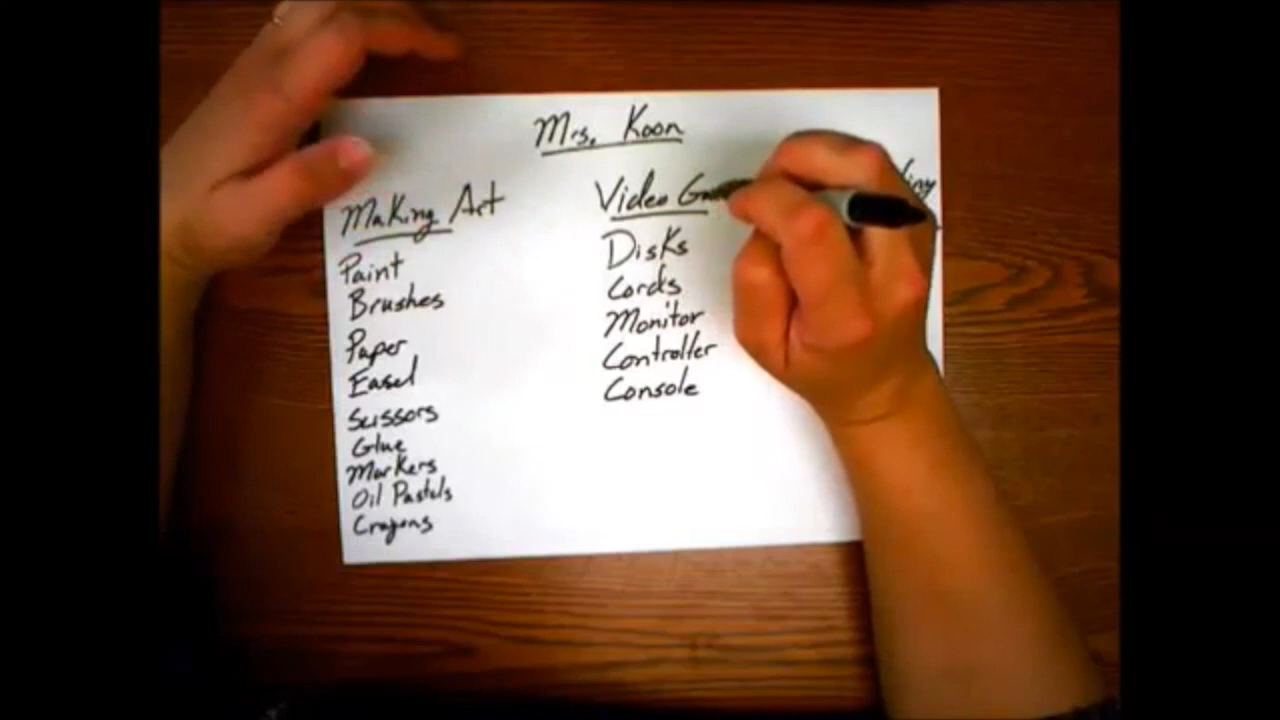 Mrs. Koon
Making Art
Paint
Brushes
Paper
Easel
Scissors
Glue
Markers
Oil Pastels
Crayons
Video
Disks
Cords
Monitor
Controller
Console